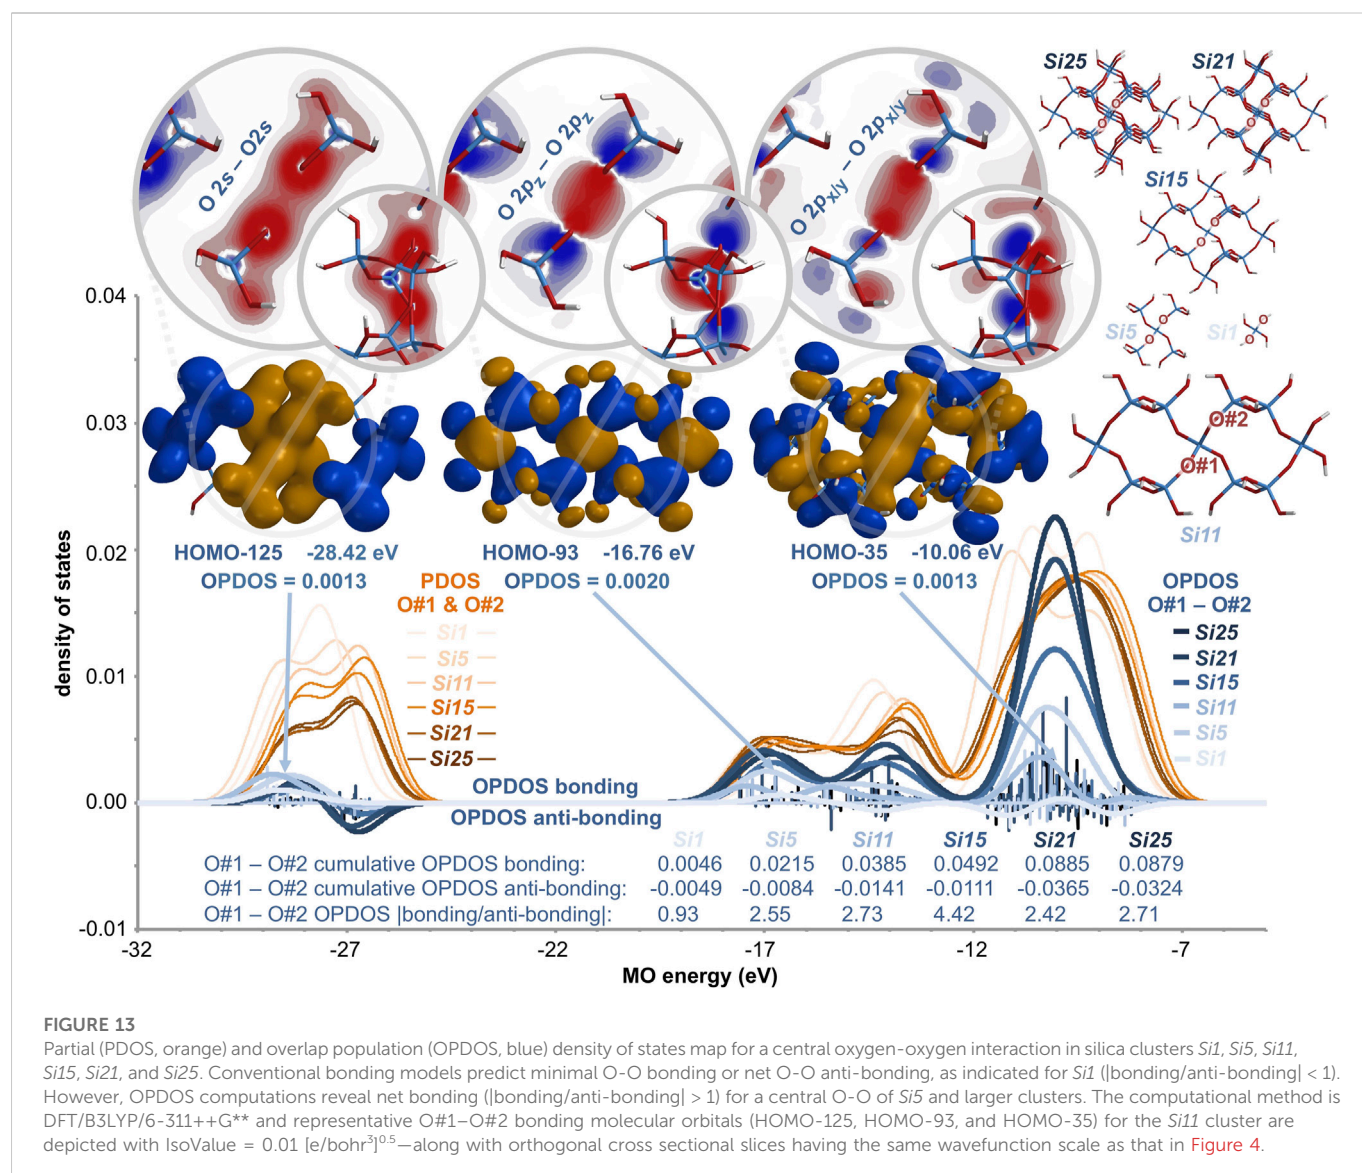 O 2s – O2s
O 2pz – O 2pz
O 2px/y – O 2px/y
Si25
Si21
Si15
Si5
Si1
O#2
O#1
Si11
0.04
0.03
0.02
0.01
0.00
-0.01
density of states
HOMO-125 -28.42 eV
OPDOS = 0.0013
HOMO-93 -16.76 eV
OPDOS = 0.0020
HOMO-35 -10.06 eV
OPDOS = 0.0013
PDOS
O#1 & O#2
Si1
Si5
Si11
Si15
Si21
Si25
OPDOS
O#1 – O#2
Si25
Si21
Si15
Si11
Si5
Si1
OPDOS bonding
OPDOS anti-bonding
Si1 Si5 Si11 Si15 Si21 Si25
O#1 – O#2 cumulative OPDOS bonding: 0.0046 0.0215 0.0385 0.0492 0.0885 0.0879
O#1 – O#2 cumulative OPDOS anti-bonding: -0.0049 -0.0084 -0.0141 -0.0111 -0.0365 -0.0324
O#1 – O#2 OPDOS |bonding/anti-bonding|: 0.93 2.55 2.73 4.42 2.42 2.71
-32 -27 -22 -17 -12 -7
MO energy (eV)
FIGURE 13
Partial (PDOS, orange) and overlap population (OPDOS, blue) density of states map for a central oxygen-oxygen interaction in silica clusters Si1, Si5, Si11,
Si15, Si21, and Si25. Conventional bonding models predict minimal O-O bonding or net O-O anti-bonding, as indicated for Si1 (|bonding/anti-bonding| < 1).
However, OPDOS computations reveal net bonding (|bonding/anti-bonding| > 1) for a central O-O of Si5 and larger clusters. The computational method is
DFT/B3LYP/6-311++G** and representative O#1–O#2 bonding molecular orbitals (HOMO-125, HOMO-93, and HOMO-35) for the Si11 cluster are
depicted with IsoValue = 0.01 [e/bohr³]⁰·⁵—along with orthogonal cross sectional slices having the same wavefunction scale as that in Figure 4.